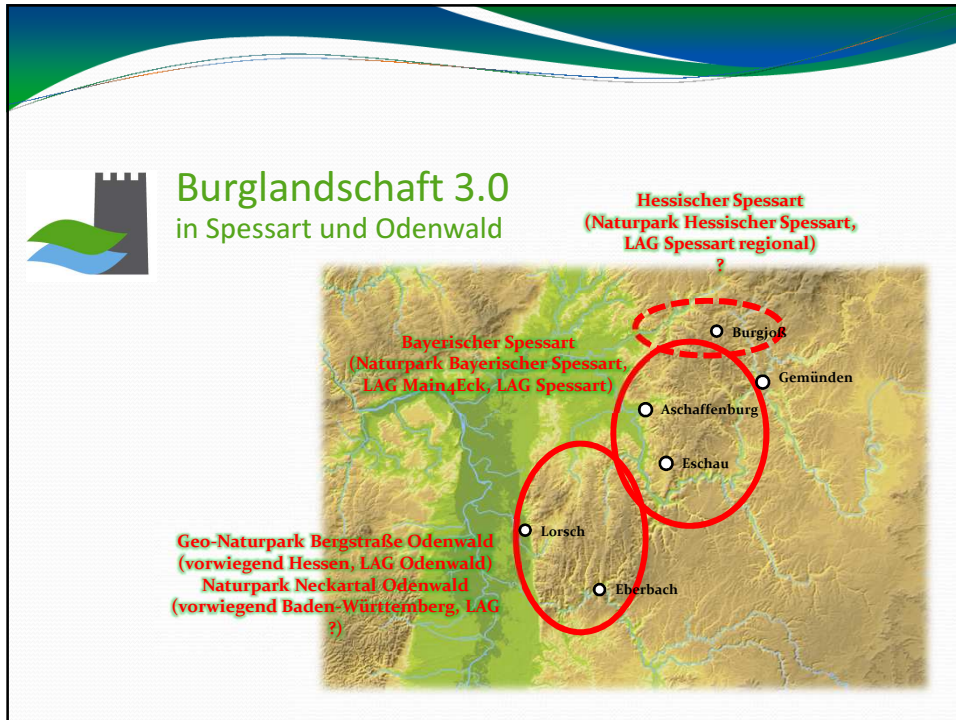 Burglandschaft 3.0
in Spessart und Odenwald
Hessischer Spessart
(Naturpark Hessischer Spessart,
LAG Spessart regional)
?
Burgjoß
Bayerischer Spessart
(Naturpark Bayerischer Spessart,
LAG Main4Eck, LAG Spessart)
Gemünden
Aschaffenburg
Eschau
Lorsch
Geo-Naturpark Bergstraße Odenwald
(vorwiegend Hessen, LAG Odenwald)
Naturpark Neckartal Odenwald
(vorwiegend Baden-Württemberg, LAG
?)
Eberbach